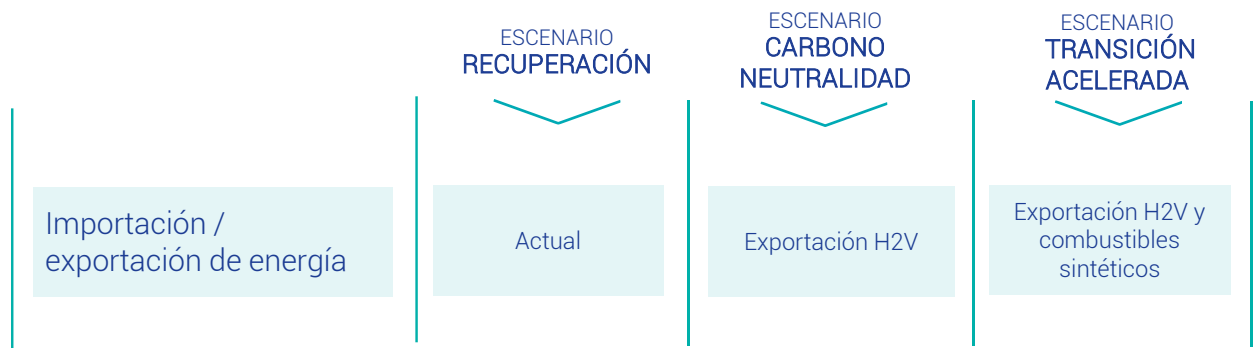 ESCENARIO
RECUPERACIÓN
ESCENARIO
CARBONO
NEUTRALIDAD
ESCENARIO
TRANSICIÓN
ACELERADA
Importación /
exportación de energía
Actual
Exportación H2V
Exportación H2V y
combustibles
sintéticos